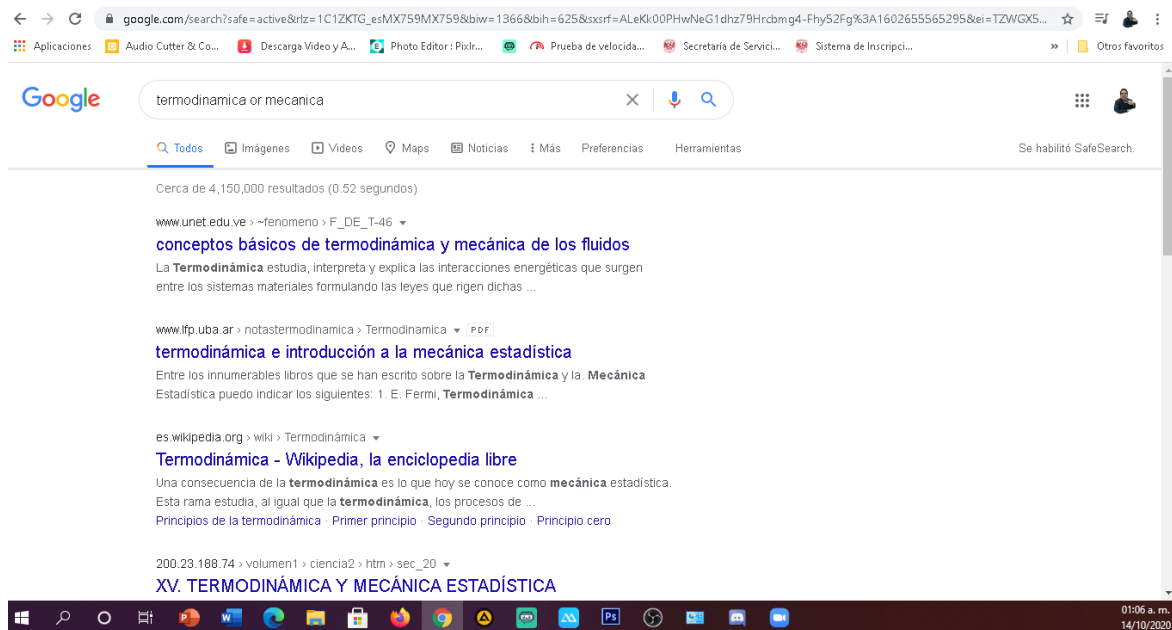 google.com/search?safe=active&rlz=1C1ZKTG_esMX759MX759&biw=1366&bih=625&sxsrf=ALeKk00PHwNeG1dhz79Hrcbmg4-Fhy52Fg%3A1602655565295&ei=TZWGX5...
Aplicaciones Audio Cutter & Co... Descarga Video y A... Photo Editor : Pixlr... Prueba de velocida... Secretaría de Servici... Sistema de Inscripci... » Otros favoritos
Google termodinamica or mecanica
Todos Imágenes Videos Maps Noticias Más Preferencias Herramientas Se habilitó SafeSearch.
Cerca de 4,150,000 resultados (0.52 segundos)
www.unet.edu.ve › ~fenomeno › F_DE_T-46
conceptos básicos de termodinámica y mecánica de los fluidos
La Termodinámica estudia, interpreta y explica las interacciones energéticas que surgen
entre los sistemas materiales formulando las leyes que rigen dichas ...
www.lfp.uba.ar › notastermodinamica › Termodinamica PDF
termodinámica e introducción a la mecánica estadística
Entre los innumerables libros que se han escrito sobre la Termodinámica y la. Mecánica
Estadística puedo indicar los siguientes: 1. E. Fermi, Termodinámica ...
es.wikipedia.org › wiki › Termodinámica
Termodinámica - Wikipedia, la enciclopedia libre
Una consecuencia de la termodinámica es lo que hoy se conoce como mecánica estadística.
Esta rama estudia, al igual que la termodinámica, los procesos de ...
Principios de la termodinámica · Primer principio · Segundo principio · Principio cero
200.23.188.74 › volumen1 › ciencia2 › htm › sec_20
XV. TERMODINÁMICA Y MECÁNICA ESTADÍSTICA
Ps
01:06 a. m.
14/10/2020